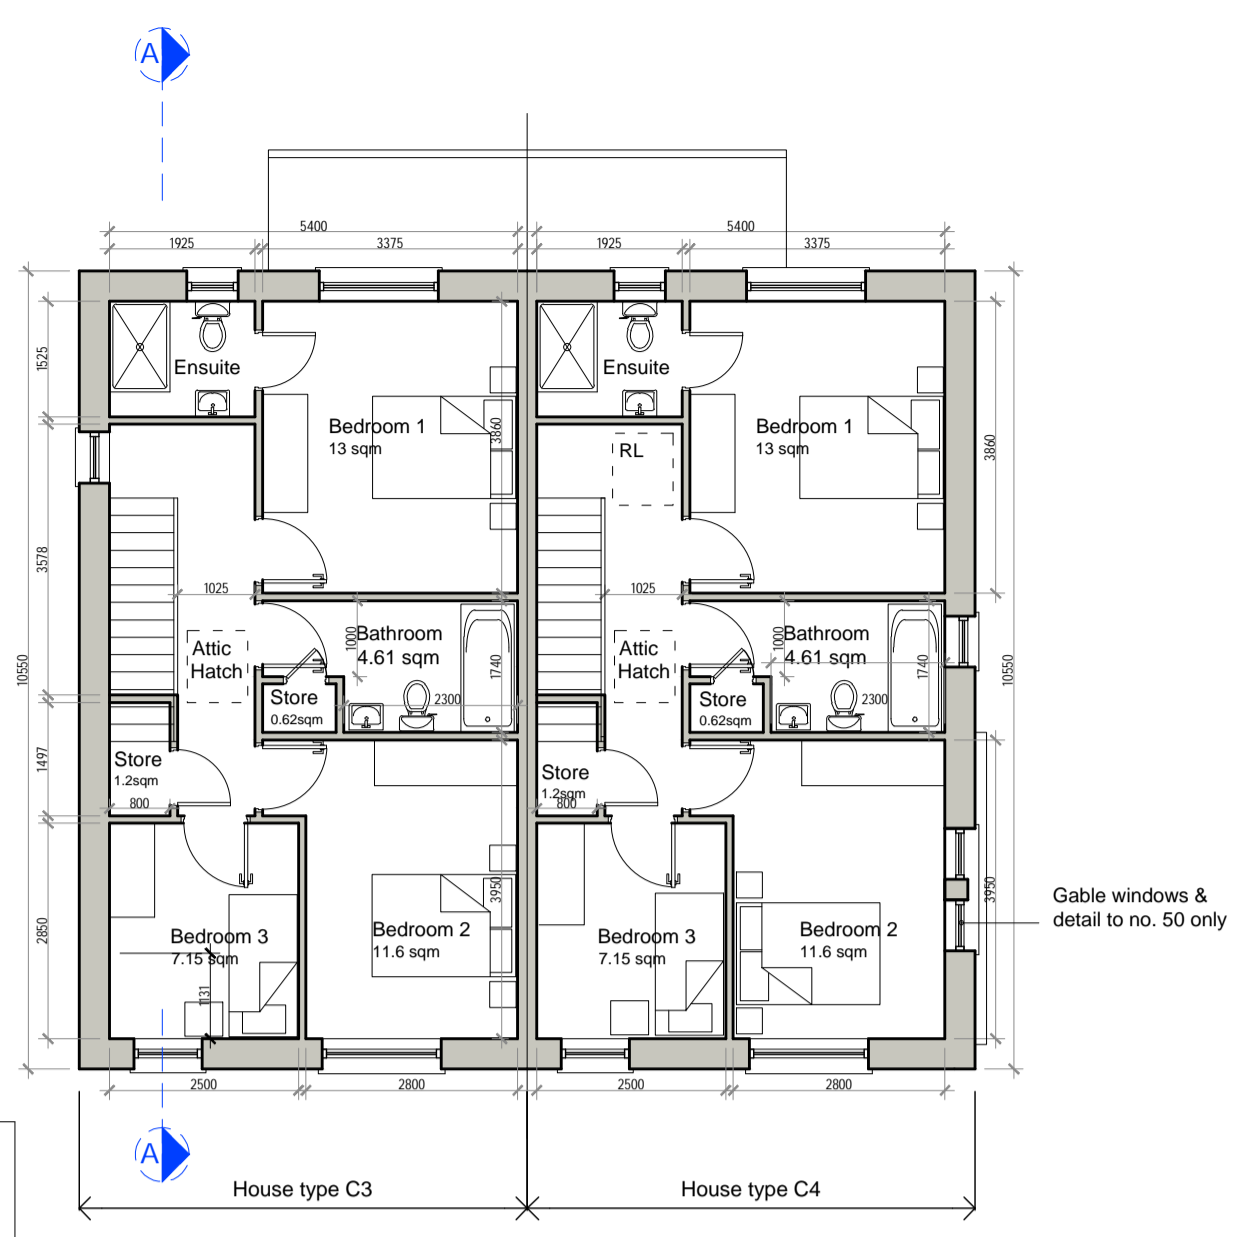 A
5400
5400
1925
3375
1925
3375
1525
Ensuite
Ensuite
Bedroom 1
13 sqm
3860
Bedroom 1
13 sqm
3860
RL
3578
1025
1025
10550
10550
Attic
Hatch
1000
Bathroom
4.61 sqm
1740
Attic
Hatch
1000
Bathroom
4.61 sqm
1740
Store
0.62sqm
2300
Store
0.62sqm
2300
1497
Store
1.2sqm
800
Store
1.2sqm
800
2850
Bedroom 3
7.15 sqm
1131
Bedroom 2
11.6 sqm
3950
Bedroom 3
7.15 sqm
Bedroom 2
11.6 sqm
3950
Gable windows &
detail to no. 50 only
2500
2800
2500
2800
A
House type C3
House type C4